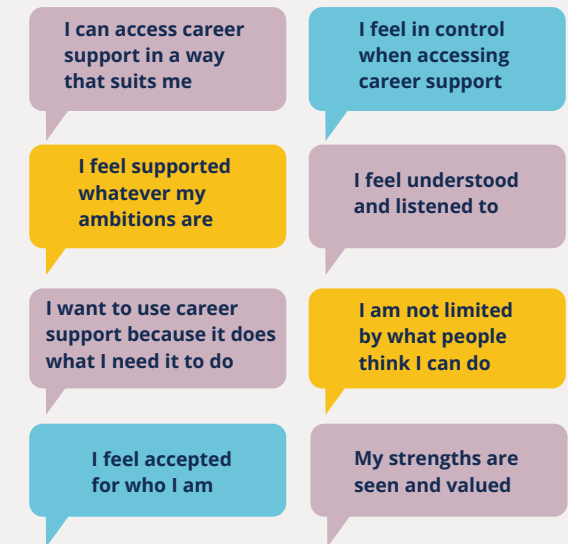 I can access career
support in a way
that suits me
I feel in control
when accessing
career support
I feel supported
whatever my
ambitions are
I feel understood
and listened to
I want to use career
support because it does
what I need it to do
I am not limited
by what people
think I can do
I feel accepted
for who I am
My strengths are
seen and valued